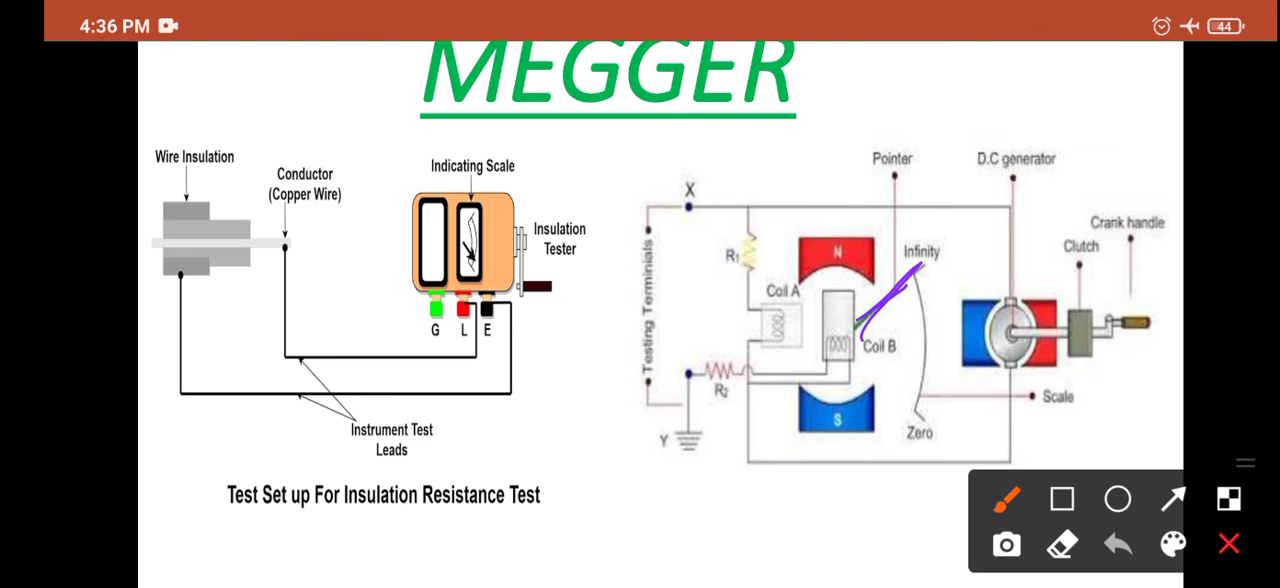 4:36 PM
44
MEGGER
Wire Insulation
Conductor
(Copper Wire)
Indicating Scale
Insulation
Tester
G L E
Instrument Test
Leads
Test Set up For Insulation Resistance Test
Pointer
D.C generator
X
Crank handle
Clutch
Infinity
N
R₁
Testing Terminials
Coil A
Coil B
R₂
S
Scale
Zero
Y